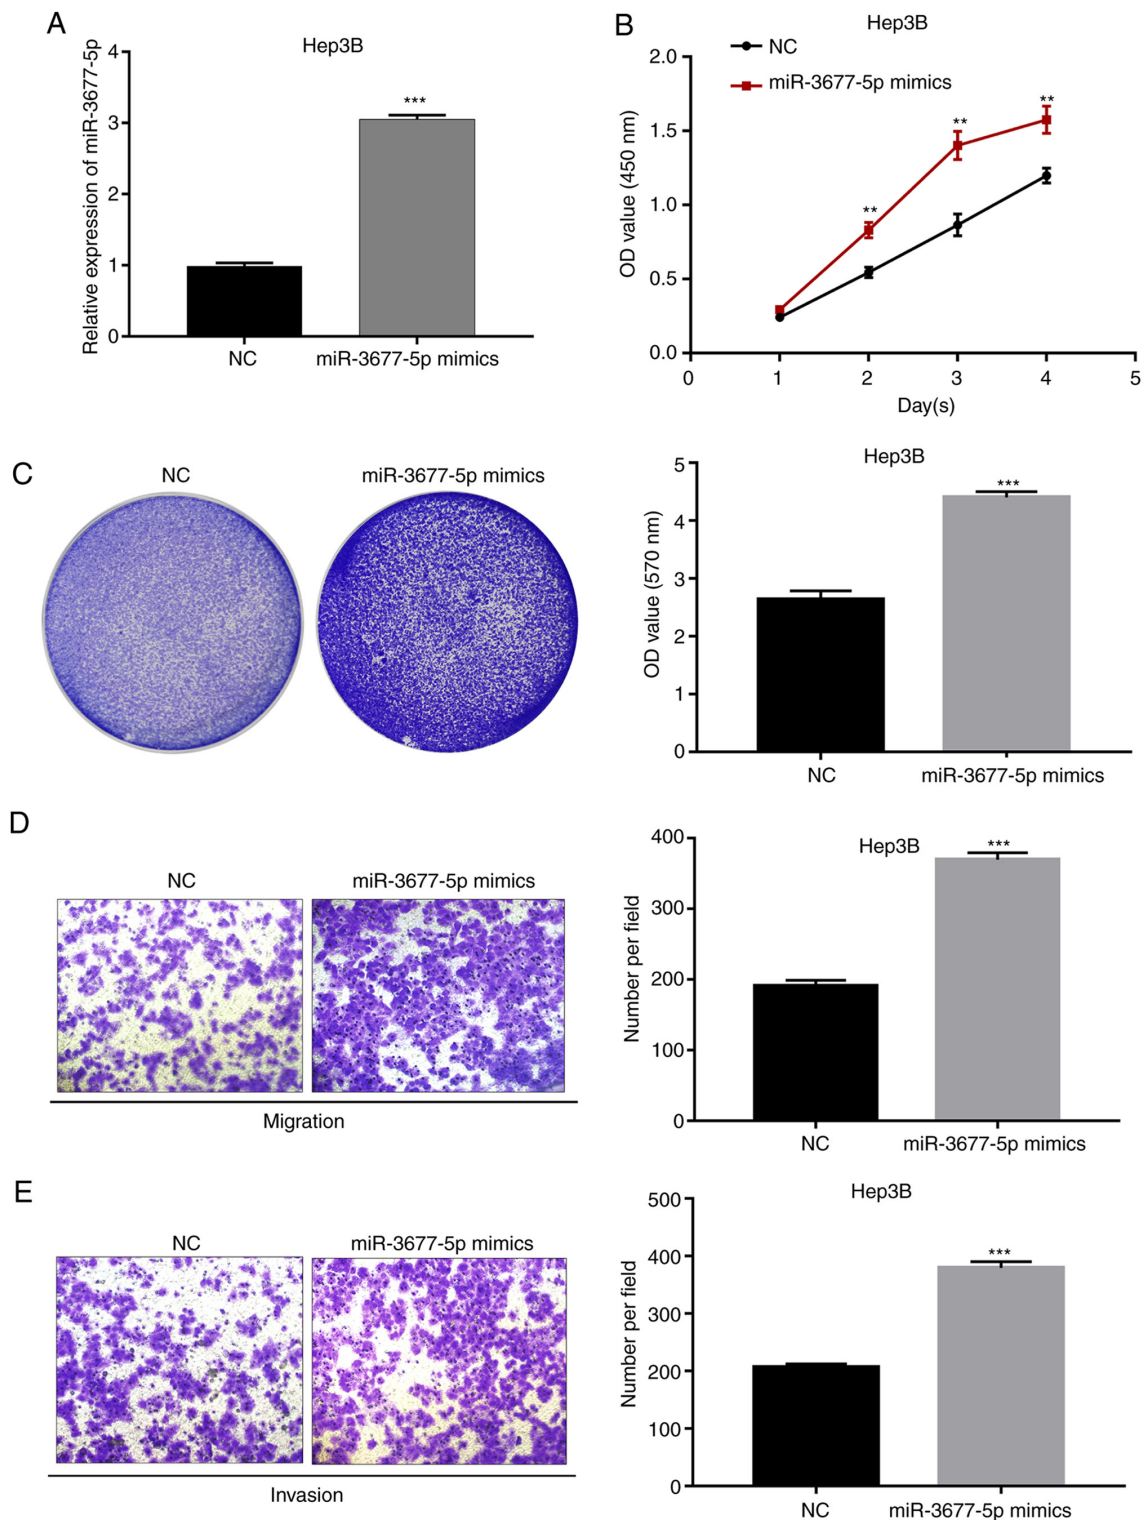 A
Hep3B
Relative expression of miR-3677-5p
4
3
***
2
1
0
NC
miR-3677-5p mimics
B
Hep3B
NC
miR-3677-5p mimics
OD value (450 nm)
2.0
1.5
1.0
0.5
0.0
**
**
**
0 1 2 3 4 5
Day(s)
C
NC
miR-3677-5p mimics
Hep3B
OD value (570 nm)
5
4
3
2
1
0
***
NC
miR-3677-5p mimics
D
NC
miR-3677-5p mimics
Migration
Hep3B
Number per field
400
300
200
100
0
***
NC
miR-3677-5p mimics
E
NC
miR-3677-5p mimics
Invasion
Hep3B
Number per field
500
400
300
200
100
0
***
NC
miR-3677-5p mimics